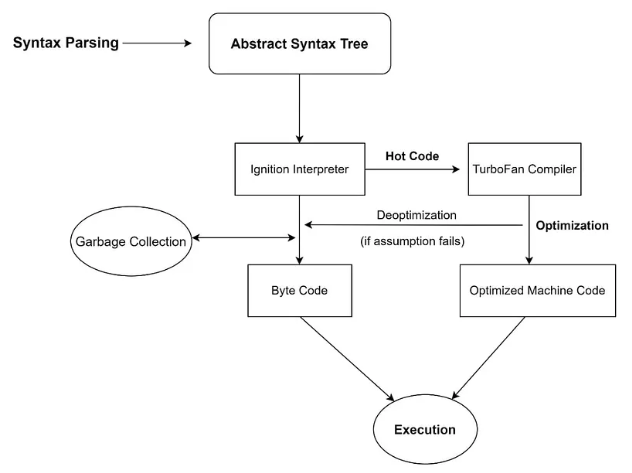 Syntax Parsing
Abstract Syntax Tree
Ignition Interpreter
Hot Code
TurboFan Compiler
Deoptimization
(if assumption fails)
Optimization
Garbage Collection
Byte Code
Optimized Machine Code
Execution